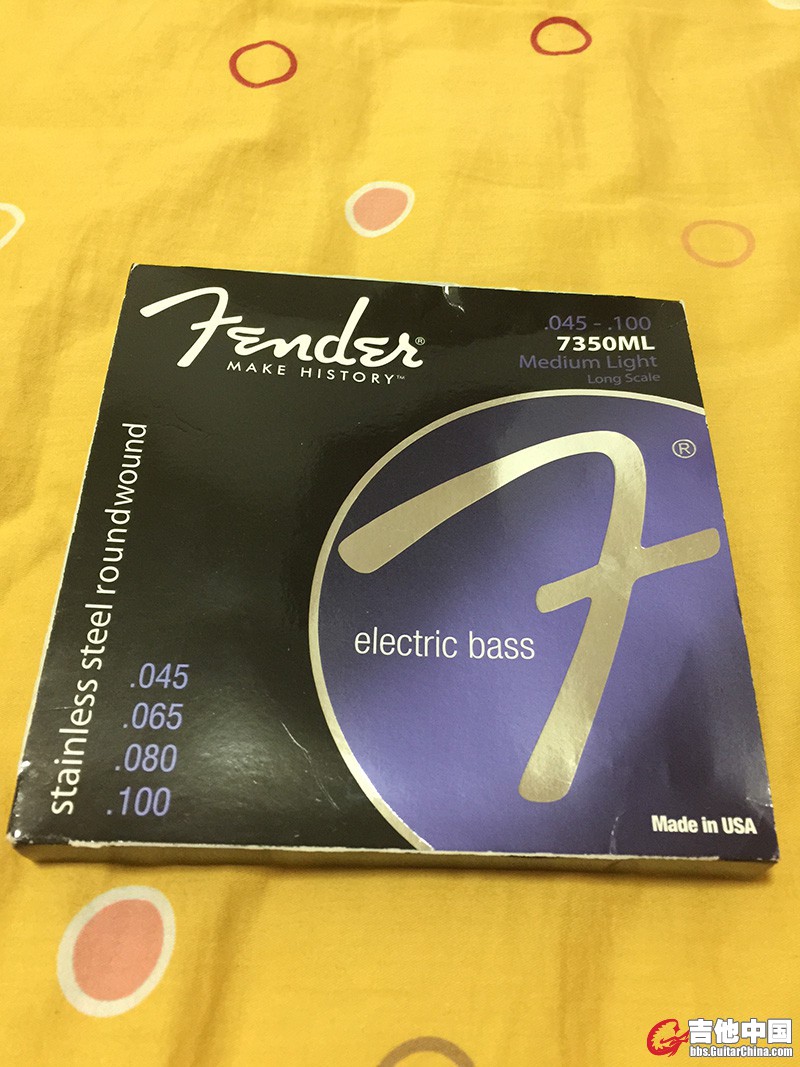 Fender®
MAKE HISTORY™
.045 - .100
7350ML
Medium Light
Long Scale
®
stainless steel roundwound
electric bass
.045
.065
.080
.100
Made in USA
吉他中国
bbs.GuitarChina.com